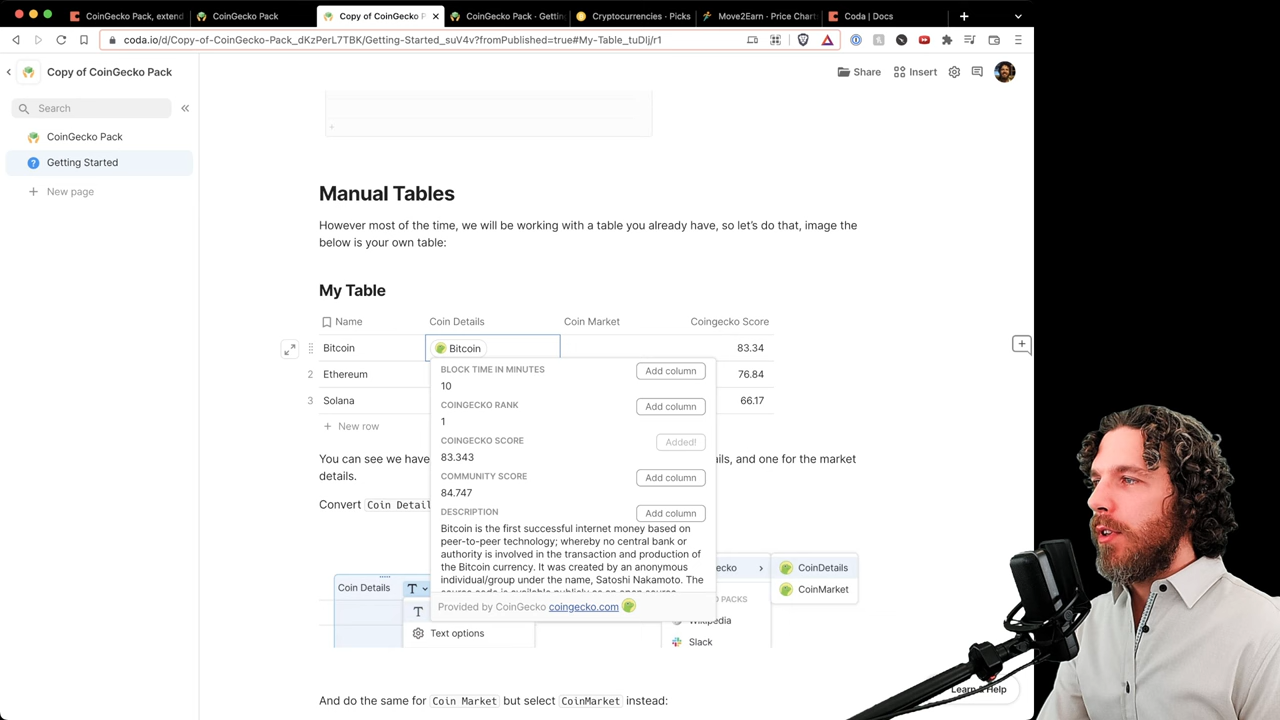 CoinGecko Pack, extend
CoinGecko Pack
Copy of CoinGecko P
CoinGecko Pack · Getti
Cryptocurrencies · Picks
Move2Earn · Price Char
Coda | Docs
coda.io/d/Copy-of-CoinGecko-Pack_dKzPerL7TBK/Getting-Started_suV4v?fromPublished=true#My-Table_tuDlj/r1
Copy of CoinGecko Pack
Share
Insert
Search
CoinGecko Pack
Getting Started
New page
Manual Tables
However most of the time, we will be working with a table you already have, so let's do that, image the
below is your own table:
My Table
Name Coin Details Coin Market Coingecko Score
Bitcoin Bitcoin 83.34
2 Ethereum 76.84
3 Solana 66.17
New row
BLOCK TIME IN MINUTES Add column
10
COINGECKO RANK Add column
1
COINGECKO SCORE Added!
83.343
COMMUNITY SCORE Add column
84.747
DESCRIPTION Add column
Bitcoin is the first successful internet money based on
peer-to-peer technology; whereby no central bank or
authority is involved in the transaction and production of
the Bitcoin currency. It was created by an anonymous
individual/group under the name, Satoshi Nakamoto. The
Provided by CoinGecko coingecko.com
You can see we have ails, and one for the market
details.
Convert Coin Detail
Coin Details T
T
Text options
ecko
CoinDetails
CoinMarket
PACKS
Wikipedia
Slack
And do the same for Coin Market but select CoinMarket instead:
Learn & Help